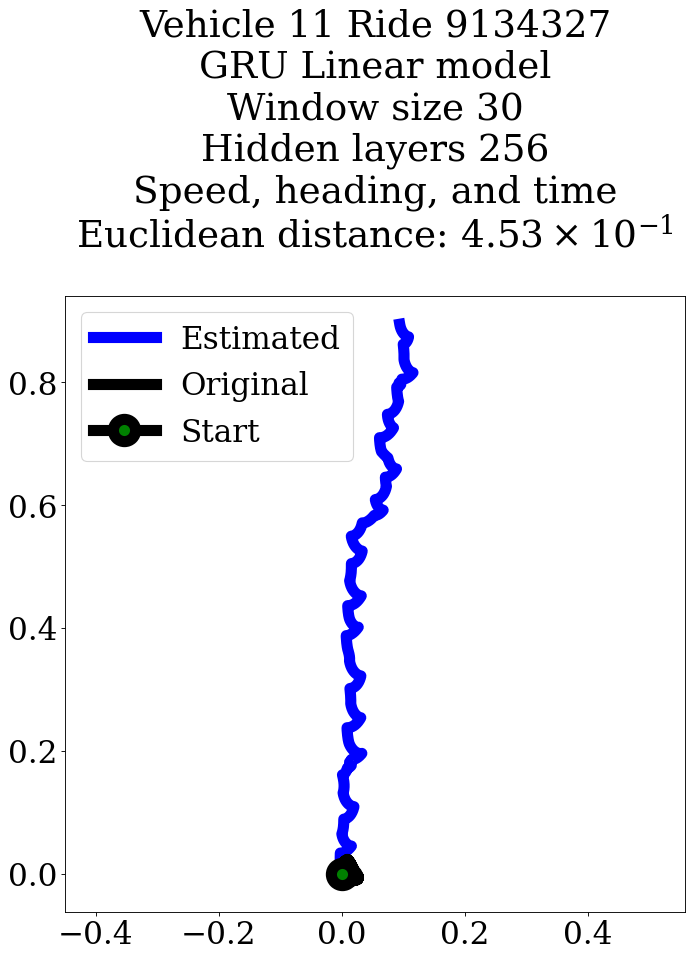 Vehicle 11 Ride 9134327
GRU Linear model
Window size 30
Hidden layers 256
Speed, heading, and time
Euclidean distance: 4.53 × 10⁻¹
Estimated
Original
Start
0.8
0.6
0.4
0.2
0.0
−0.4 −0.2 0.0 0.2 0.4